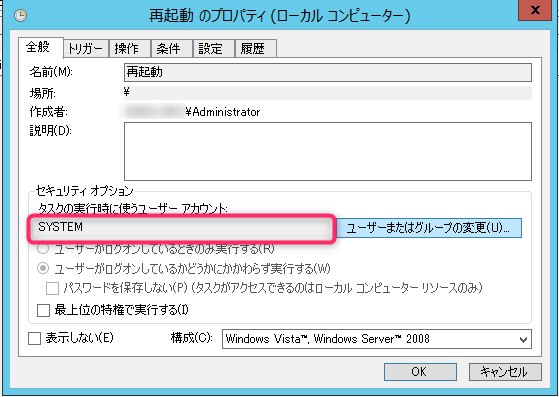 再起動 のプロパティ (ローカル コンピューター)
x
全般 トリガー 操作 条件 設定 履歴
名前(M): 再起動
場所: ¥
作成者: ¥Administrator
説明(D):
セキュリティ オプション
タスクの実行時に使うユーザー アカウント:
SYSTEM ユーザーまたはグループの変更(U)...
ユーザーがログオンしているときのみ実行する(R)
ユーザーがログオンしているかどうかにかかわらず実行する(W)
パスワードを保存しない(P) (タスクがアクセスできるのはローカル コンピューター リソースのみ)
最上位の特権で実行する(I)
表示しない(E) 構成(C): Windows Vista™, Windows Server™ 2008
OK キャンセル